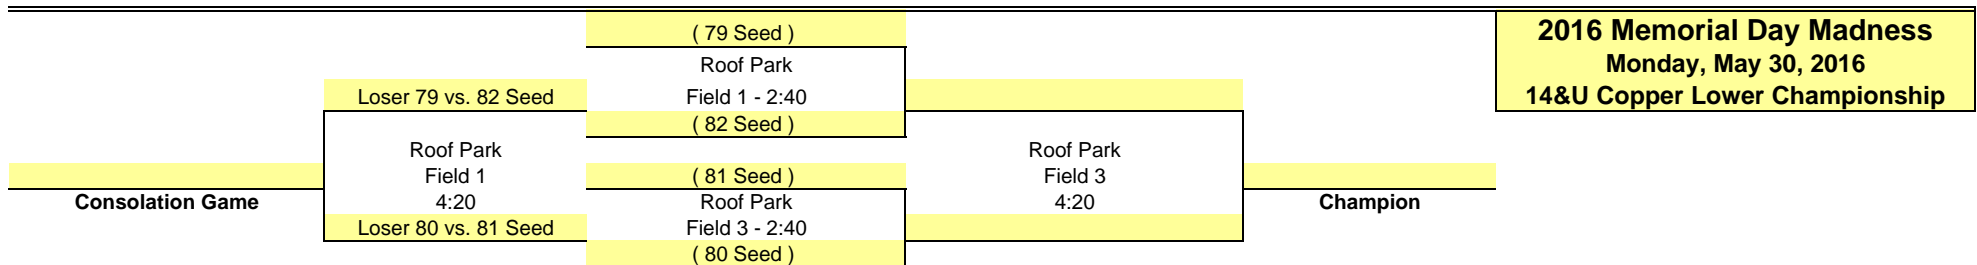 ( 79 Seed )
2016 Memorial Day Madness
Roof Park
Monday, May 30, 2016
Loser 79 vs. 82 Seed
Field 1 - 2:40
14&U Copper Lower Championship
( 82 Seed )
Roof Park
Roof Park
Field 1
( 81 Seed )
Field 3
Consolation Game
4:20
Roof Park
4:20
Champion
Loser 80 vs. 81 Seed
Field 3 - 2:40
( 80 Seed )